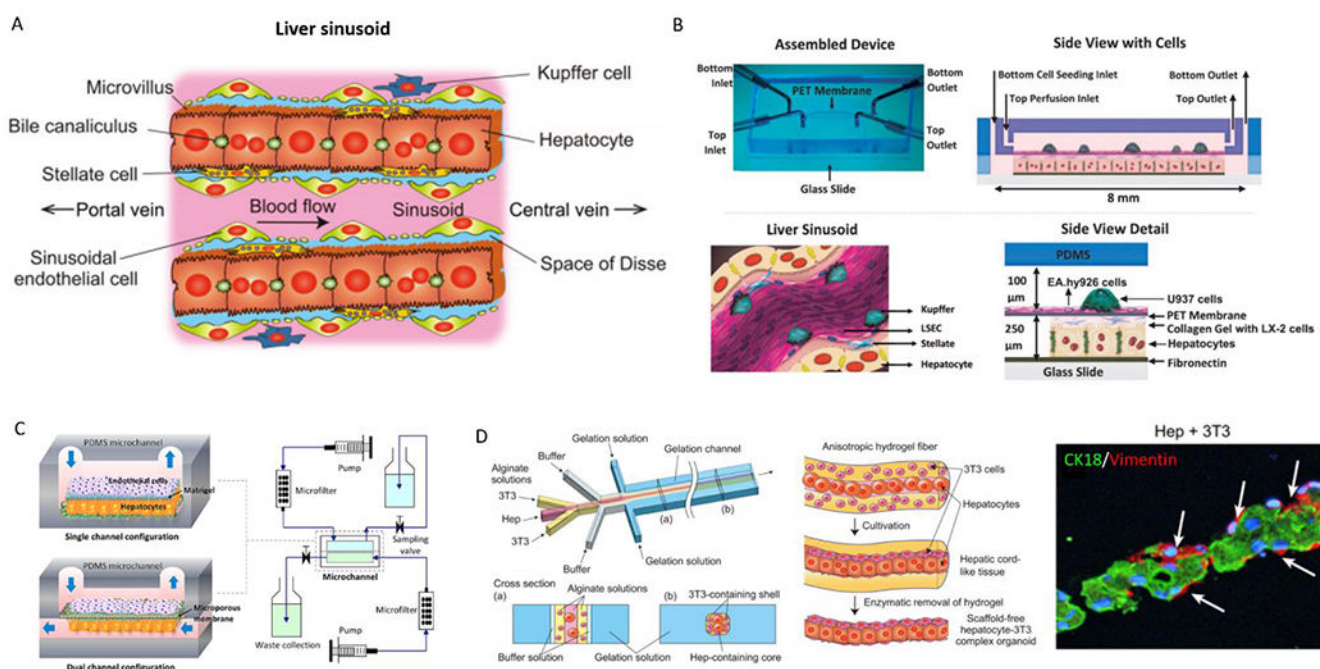 A
Liver sinusoid
Microvillus
Bile canaliculus
Stellate cell
Portal vein
Sinusoidal
endothelial cell
Blood flow
Sinusoid
Kupffer cell
Hepatocyte
Central vein
Space of Disse
B
Assembled Device
Bottom
Inlet
PET Membrane
Bottom
Outlet
Top
Inlet
Top
Outlet
Glass Slide
Side View with Cells
Bottom Cell Seeding Inlet
Top Perfusion Inlet
Bottom Outlet
Top Outlet
8 mm
Liver Sinusoid
Kupffer
LSEC
Stellate
Hepatocyte
Side View Detail
PDMS
100
μm
EA.hy926 cells
U937 cells
PET Membrane
Collagen Gel with LX-2 cells
250
μm
Hepatocytes
Fibronectin
Glass Slide
C
PDMS microchannel
Endothelial cells
Matrigel
Hepatocytes
Single channel configuration
PDMS microchannel
Microporous
membrane
Dual channel configuration
Pump
Microfilter
Sampling
valve
Microchannel
Microfilter
Waste collection
Pump
D
Gelation solution
Gelation channel
Buffer
Alginate
solutions
3T3
Hep
3T3
(a)
(b)
Buffer
Gelation solution
Cross section
Alginate solutions
(a)
(b)
3T3-containing shell
Buffer solution
Gelation solution
Hep-containing core
Anisotropic hydrogel fiber
3T3 cells
Hepatocytes
Cultivation
Hepatic cord-
like tissue
Enzymatic removal of hydrogel
Scaffold-free
hepatocyte-3T3
complex organoid
Hep + 3T3
CK18/Vimentin